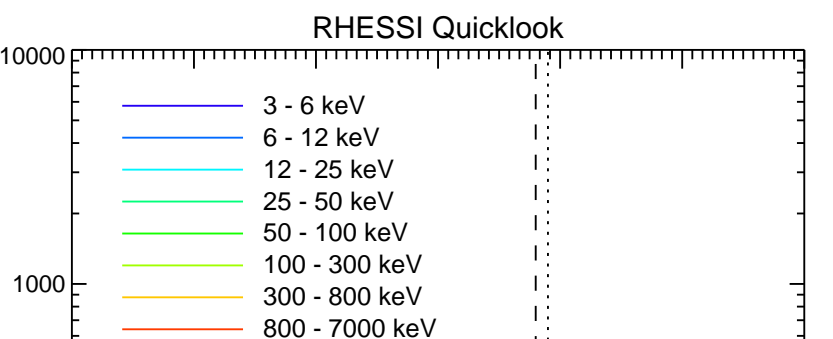 RHESSI Quicklook
10000
3 - 6 keV
6 - 12 keV
12 - 25 keV
25 - 50 keV
50 - 100 keV
100 - 300 keV
1000
300 - 800 keV
800 - 7000 keV